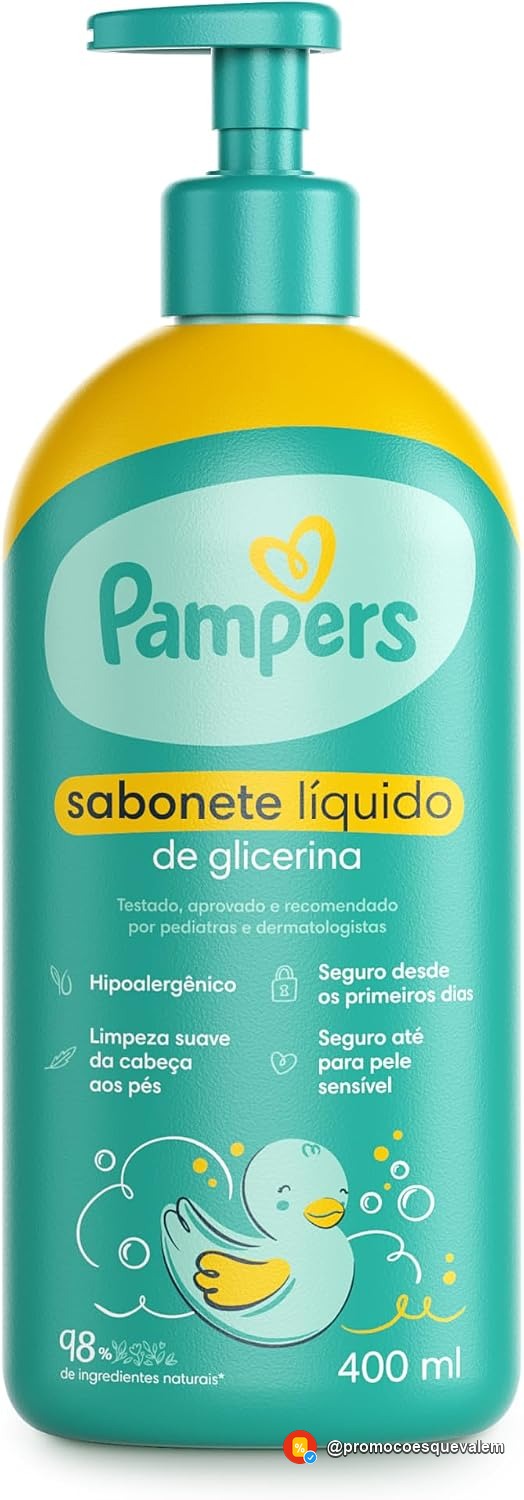 Pampers
sabonete líquido
de glicerina
Testado, aprovado e recomendado
por pediatras e dermatologistas
Hipoalergênico
Seguro desde
os primeiros dias
Limpeza suave
da cabeça
aos pés
Seguro até
para pele
sensível
98%
de ingredientes naturais*
400 ml
%
@promocoesquevalem